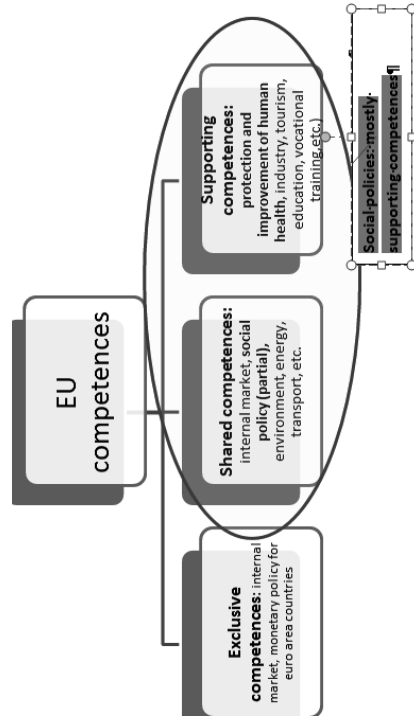 EU
competences
Exclusive
competences: internal
market, monetary policy for
euro area countries
Shared competences:
internal market, social
policy (partial),
environment, energy,
transport, etc.
Supporting
competences:
protection and
improvement of human
health, industry, tourism,
education, vocational
training,etc.)
Social·policies:·mostly·
supporting·competences¶